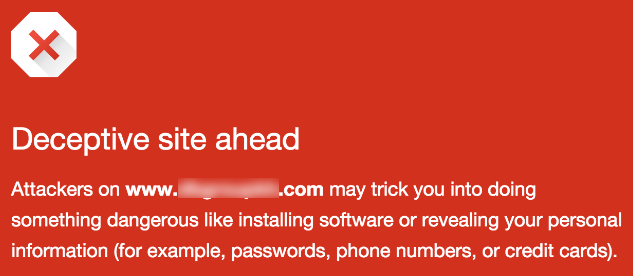 Deceptive site ahead
Attackers on www. .com may trick you into doing
something dangerous like installing software or revealing your personal
information (for example, passwords, phone numbers, or credit cards).